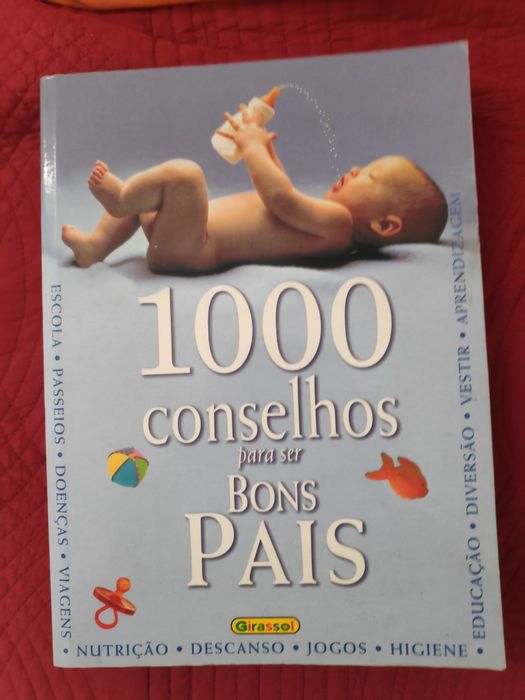 1000
conselhos
para ser
BONS
PAIS
Girassol
ESCOLA • PASSEIOS • DOENÇAS • VIAGENS
• NUTRIÇÃO • DESCANSO • JOGOS • HIGIENE •
EDUCAÇÃO • DIVERSÃO • VESTIR • APRENDIZAGEM